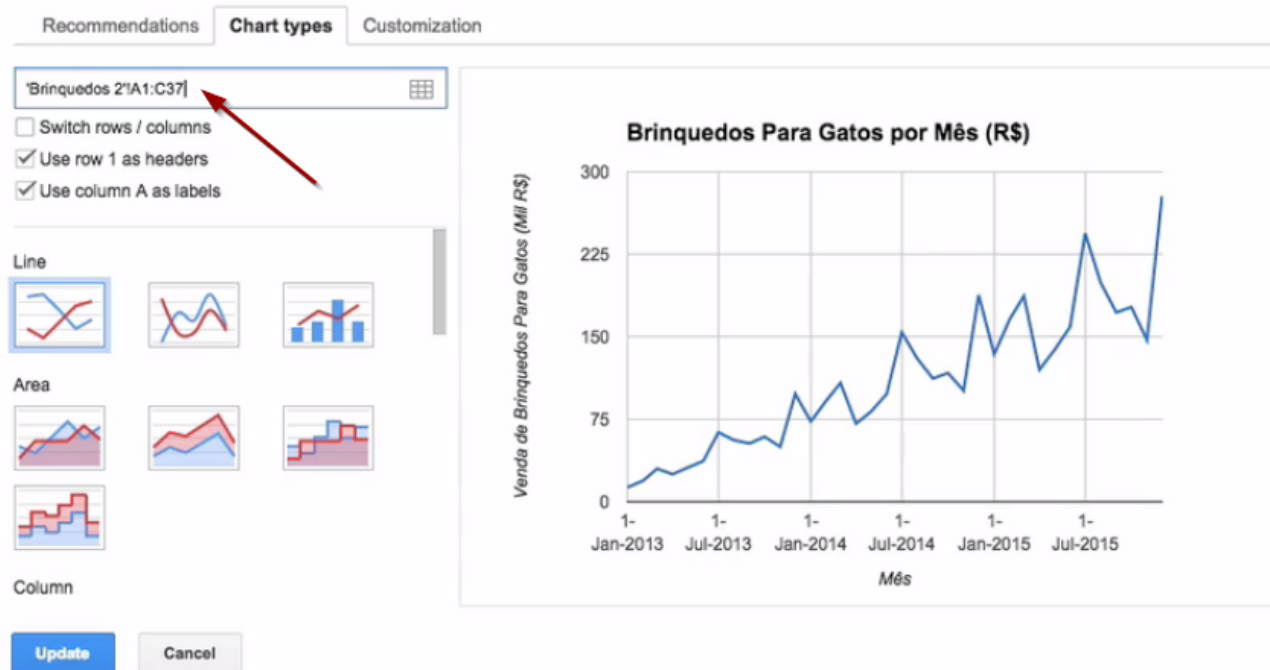 Recommendations
Chart types
Customization
'Brinquedos 2'!A1:C37
Switch rows / columns
Use row 1 as headers
Use column A as labels
Line
Area
Column
Update
Cancel
Brinquedos Para Gatos por Mês (R$)
Venda de Brinquedos Para Gatos (Mil R$)
300
225
150
75
0
1-
Jan-2013
1-
Jul-2013
1-
Jan-2014
1-
Jul-2014
1-
Jan-2015
1-
Jul-2015
Mês